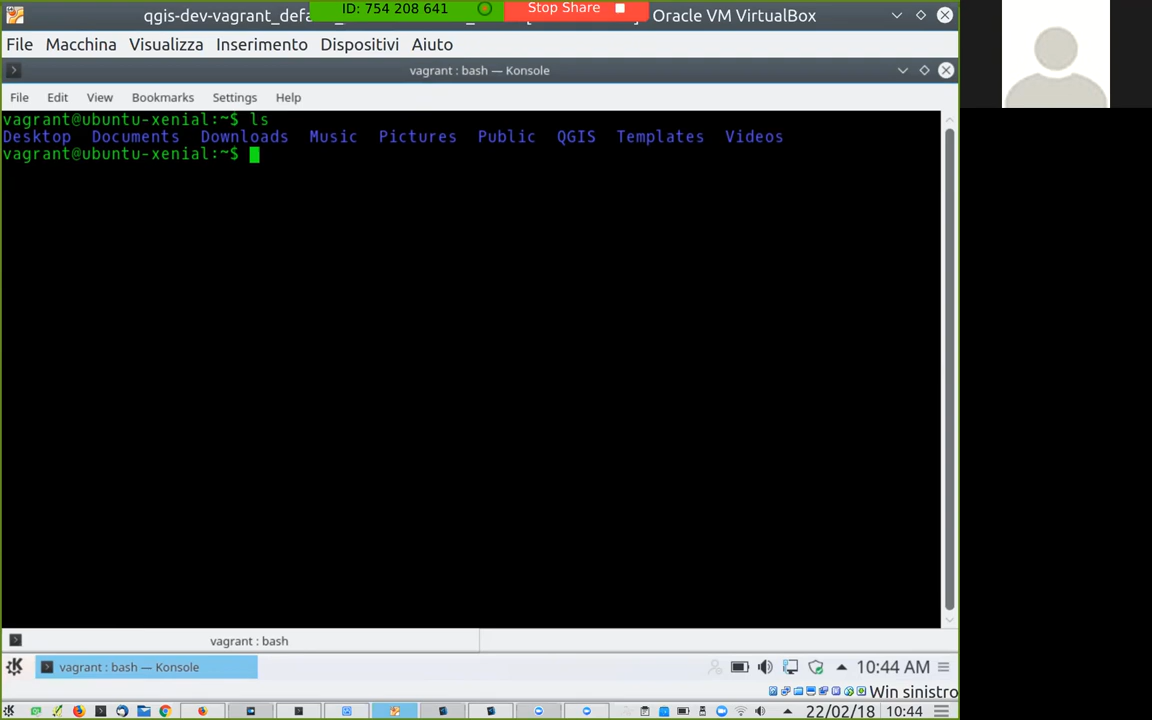 qgis-dev-vagrant_defa
ID: 754 208 641
Stop Share
Oracle VM VirtualBox
File Macchina Visualizza Inserimento Dispositivi Aiuto
vagrant : bash — Konsole
File Edit View Bookmarks Settings Help
vagrant@ubuntu-xenial:~$ ls
Desktop Documents Downloads Music Pictures Public QGIS Templates Videos
vagrant@ubuntu-xenial:~$
vagrant : bash
vagrant : bash — Konsole
10:44 AM
Win sinistro
22/02/18 10:44